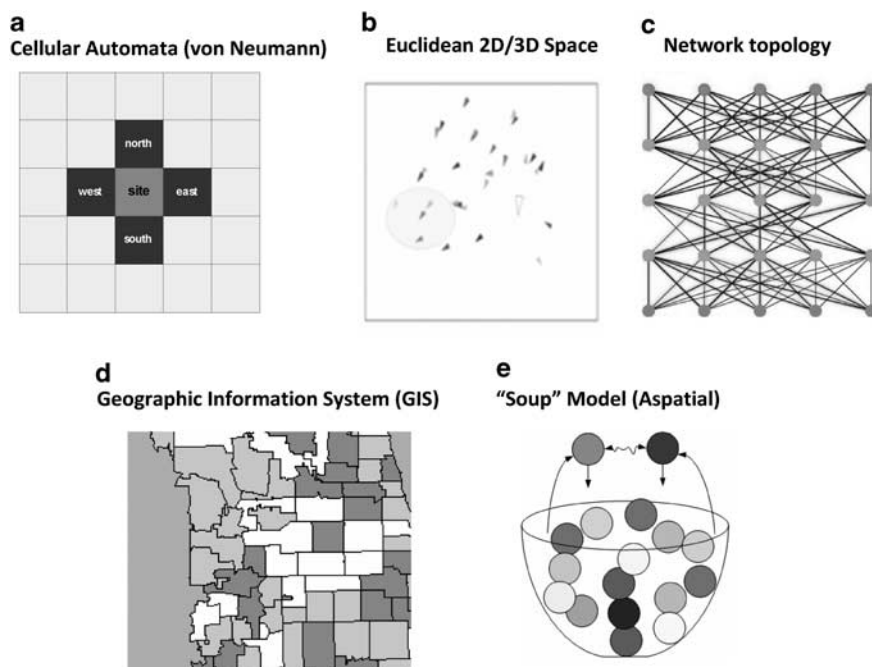 a
Cellular Automata (von Neumann)
north
west
site
east
south
b
Euclidean 2D/3D Space
c
Network topology
d
Geographic Information System (GIS)
e
“Soup” Model (Aspatial)